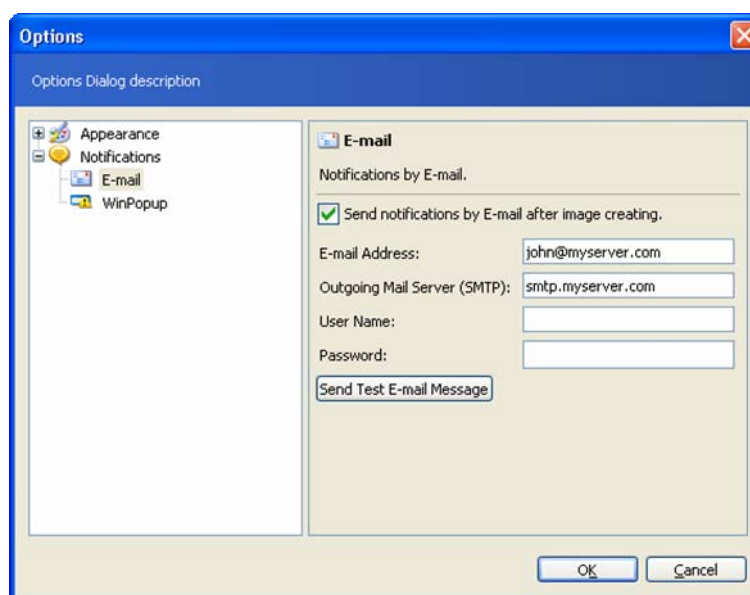 Options
Options Dialog description
Appearance
Notifications
E-mail
WinPopup
E-mail
Notifications by E-mail.
Send notifications by E-mail after image creating.
E-mail Address: john@myserver.com
Outgoing Mail Server (SMTP): smtp.myserver.com
User Name:
Password:
Send Test E-mail Message
OK Cancel